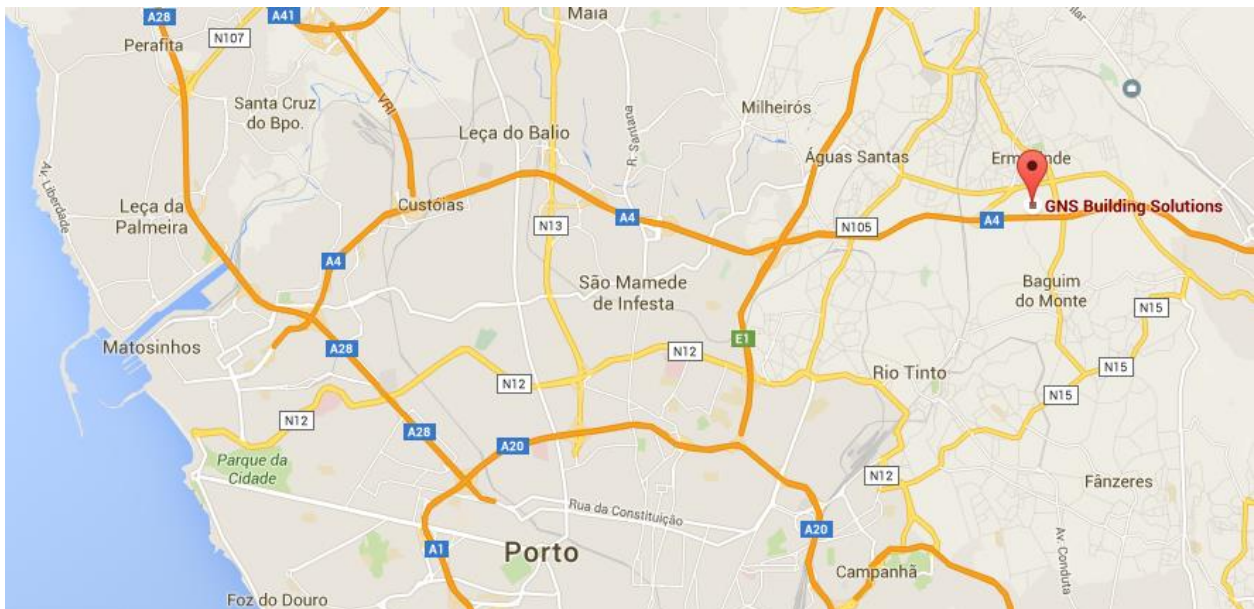 A28
A41
Maia
Perafita
N107
VRI
Santa Cruz
do Bpo.
Leça do Balio
R. Santana
Milheirós
Av. Liberdade
Águas Santas
Custóias
Leça da
Palmeira
A4
N13
N105
A4
GNS Building Solutions
A4
São Mamede
de Infesta
Baguim
do Monte
N15
E1
Matosinhos
A28
N12
Rio Tinto
N15
N12
N15
N12
A28
A20
Parque da
Cidade
N12
Fânzeres
Rua da Constituição
A20
Av. Conduta
A1
Porto
Campanhã
Foz do Douro